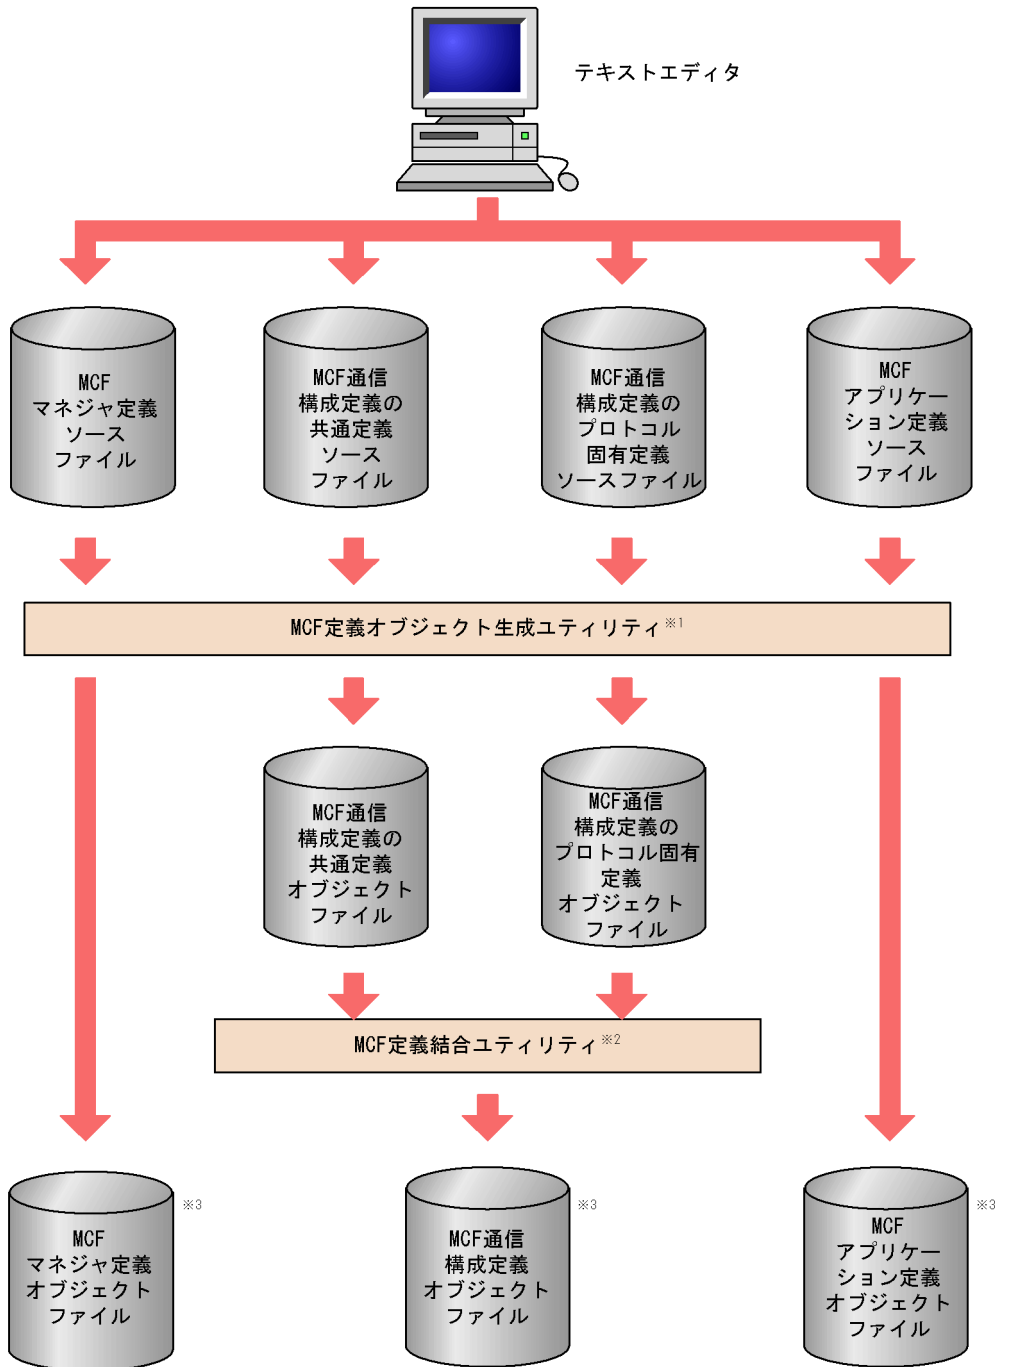 テキストエディタ
MCF
マネジャ定義
ソース
ファイル
MCF通信
構成定義の
共通定義
ソース
ファイル
MCF通信
構成定義の
プロトコル
固有定義
ソースファイル
MCF
アプリケー
ション定義
ソース
ファイル
MCF定義オブジェクト生成ユティリティ※1
MCF通信
構成定義の
共通定義
オブジェクト
ファイル
MCF通信
構成定義の
プロトコル固有
定義
オブジェクト
ファイル
MCF定義結合ユティリティ※2
MCF
マネジャ定義
オブジェクト
ファイル
※3
MCF通信
構成定義
オブジェクト
ファイル
※3
MCF
アプリケー
ション定義
オブジェクト
ファイル
※3